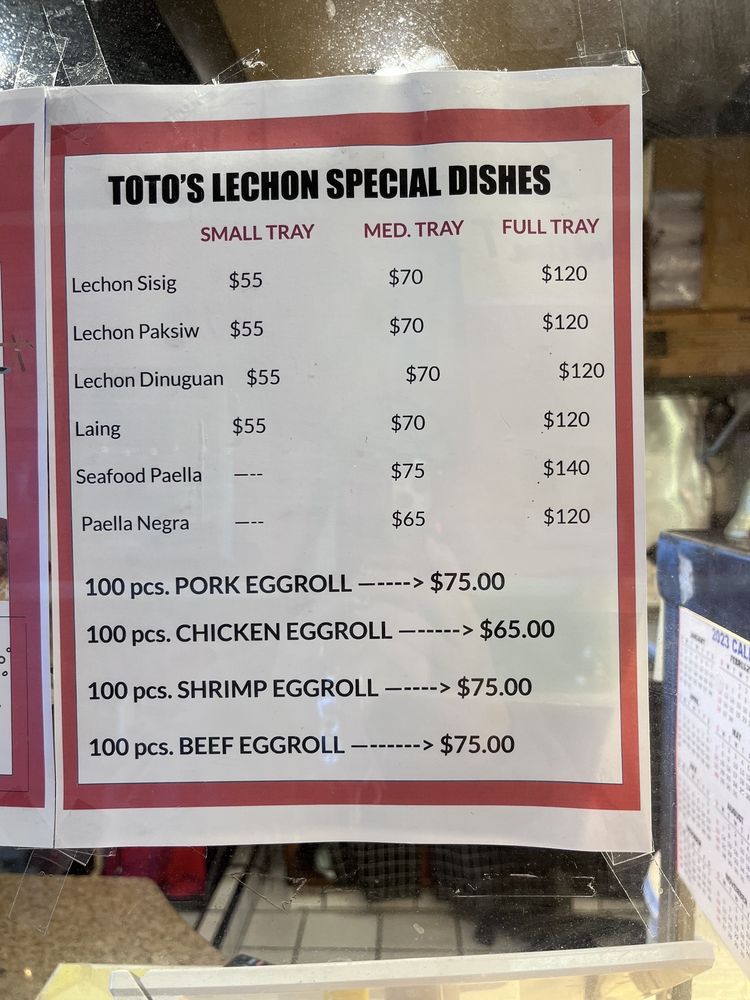 TOTO'S LECHON SPECIAL DISHES
SMALL TRAY MED. TRAY FULL TRAY
Lechon Sisig $55 $70 $120
Lechon Paksiw $55 $70 $120
Lechon Dinuguan $55 $70 $120
Laing $55 $70 $120
Seafood Paella —-- $75 $140
Paella Negra —-- $65 $120
100 pcs. PORK EGGROLL —----> $75.00
100 pcs. CHICKEN EGGROLL —-----> $65.00
100 pcs. SHRIMP EGGROLL —----> $75.00
100 pcs. BEEF EGGROLL —------> $75.00
2023